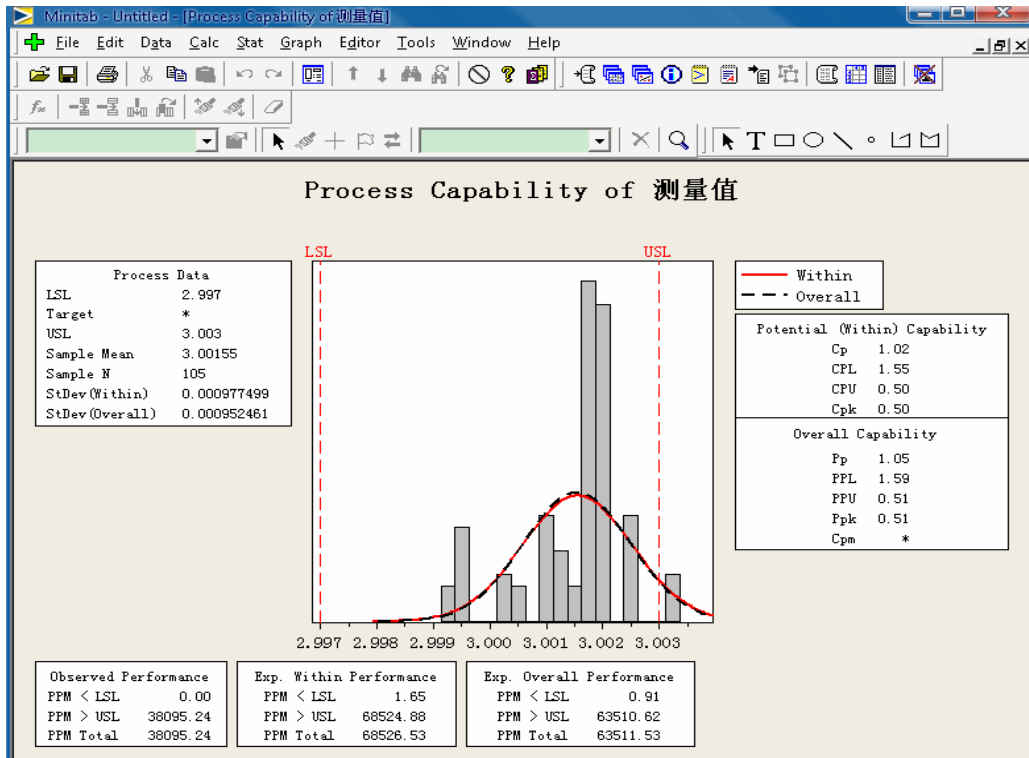 Minitab - Untitled - [Process Capability of 测量值]
File Edit Data Calc Stat Graph Editor Tools Window Help
Process Capability of 测量值
LSL USL
Process Data
LSL 2.997
Target *
USL 3.003
Sample Mean 3.00155
Sample N 105
StDev(Within) 0.000977499
StDev(Overall) 0.000952461
Within
Overall
Potential (Within) Capability
Cp 1.02
CPL 1.55
CPU 0.50
Cpk 0.50
Overall Capability
Pp 1.05
PPL 1.59
PPU 0.51
Ppk 0.51
Cpm *
2.997 2.998 2.999 3.000 3.001 3.002 3.003
Observed Performance
PPM < LSL 0.00
PPM > USL 38095.24
PPM Total 38095.24
Exp. Within Performance
PPM < LSL 1.65
PPM > USL 68524.88
PPM Total 68526.53
Exp. Overall Performance
PPM < LSL 0.91
PPM > USL 63510.62
PPM Total 63511.53